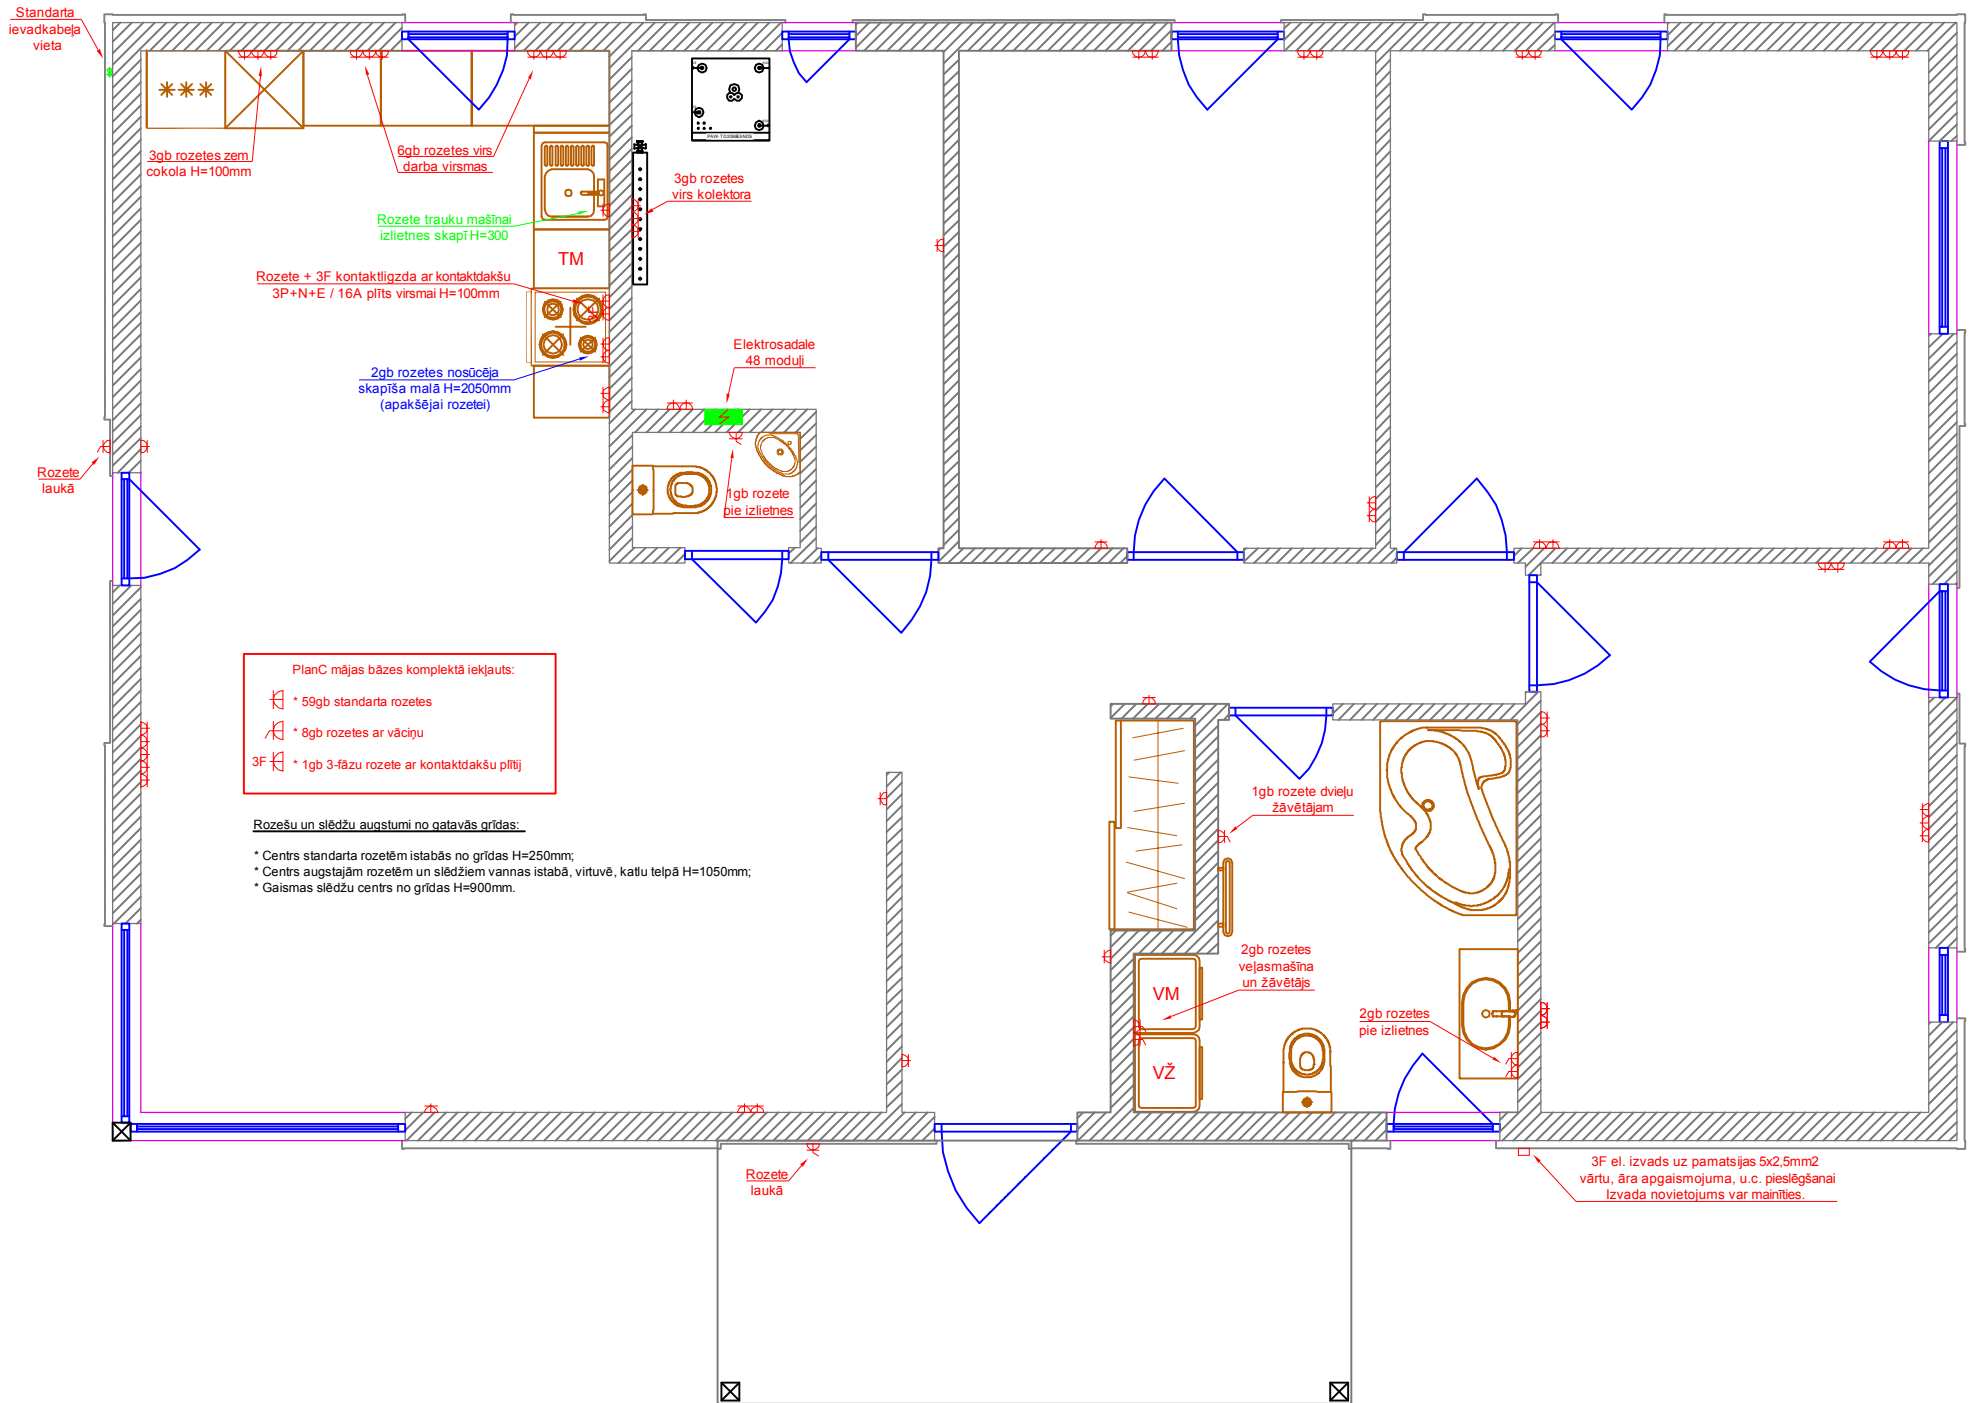 Standarta
ievadkabeļa
vieta
3gb rozetes zem
cokola H=100mm
6gb rozetes virs
darba virsmas
Rozete trauku mašīnai
izlietnes skapī H=300
TM
Rozete + 3F kontaktligzda ar kontaktdakšu
3P+N+E / 16A plīts virsmai H=100mm
3F
2gb rozetes nosūcēja
skapīša malā H=2050mm
(apakšējai rozetei)
3gb rozetes
virs kolektora
Elektrosadale
48 moduļi
1gb rozete
pie izlietnes
Rozete
laukā
PlanC mājas bāzes komplektā iekļauts:
* 59gb standarta rozetes
* 8gb rozetes ar vāciņu
3F * 1gb 3-fāzu rozete ar kontaktdakšu plītij
Rozešu un slēdžu augstumi no gatavās grīdas:
* Centrs standarta rozetēm istabās no grīdas H=250mm;
* Centrs augstajām rozetēm un slēdžiem vannas istabā, virtuvē, katlu telpā H=1050mm;
* Gaismas slēdžu centrs no grīdas H=900mm.
1gb rozete dvieļu
žāvētājam
2gb rozetes
veļasmašīna
un žāvētājs
VM
VŽ
2gb rozetes
pie izlietnes
Rozete
laukā
3F el. izvads uz pamatsijas 5x2,5mm2
vārtu, āra apgaismojuma, u.c. pieslēgšanai
Izvada novietojums var mainīties.